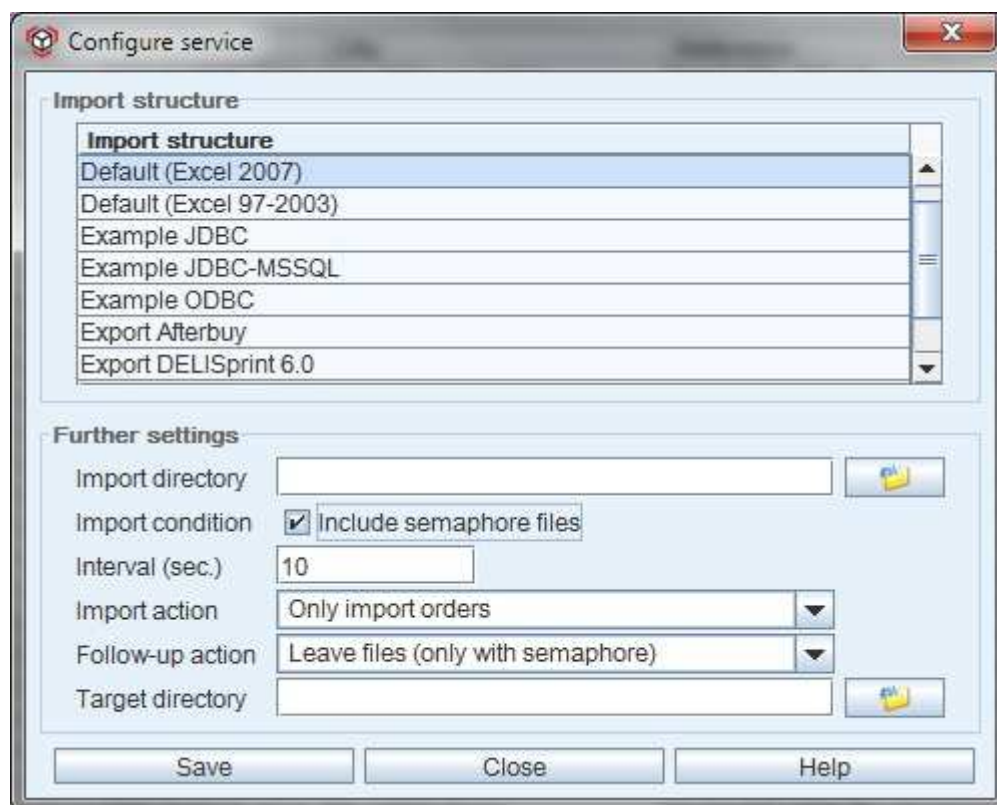 Configure service
Import structure
Import structure
Default (Excel 2007)
Default (Excel 97-2003)
Example JDBC
Example JDBC-MSSQL
Example ODBC
Export Afterbuy
Export DELISprint 6.0
Further settings
Import directory
Import condition Include semaphore files
Interval (sec.) 10
Import action Only import orders
Follow-up action Leave files (only with semaphore)
Target directory
Save Close Help